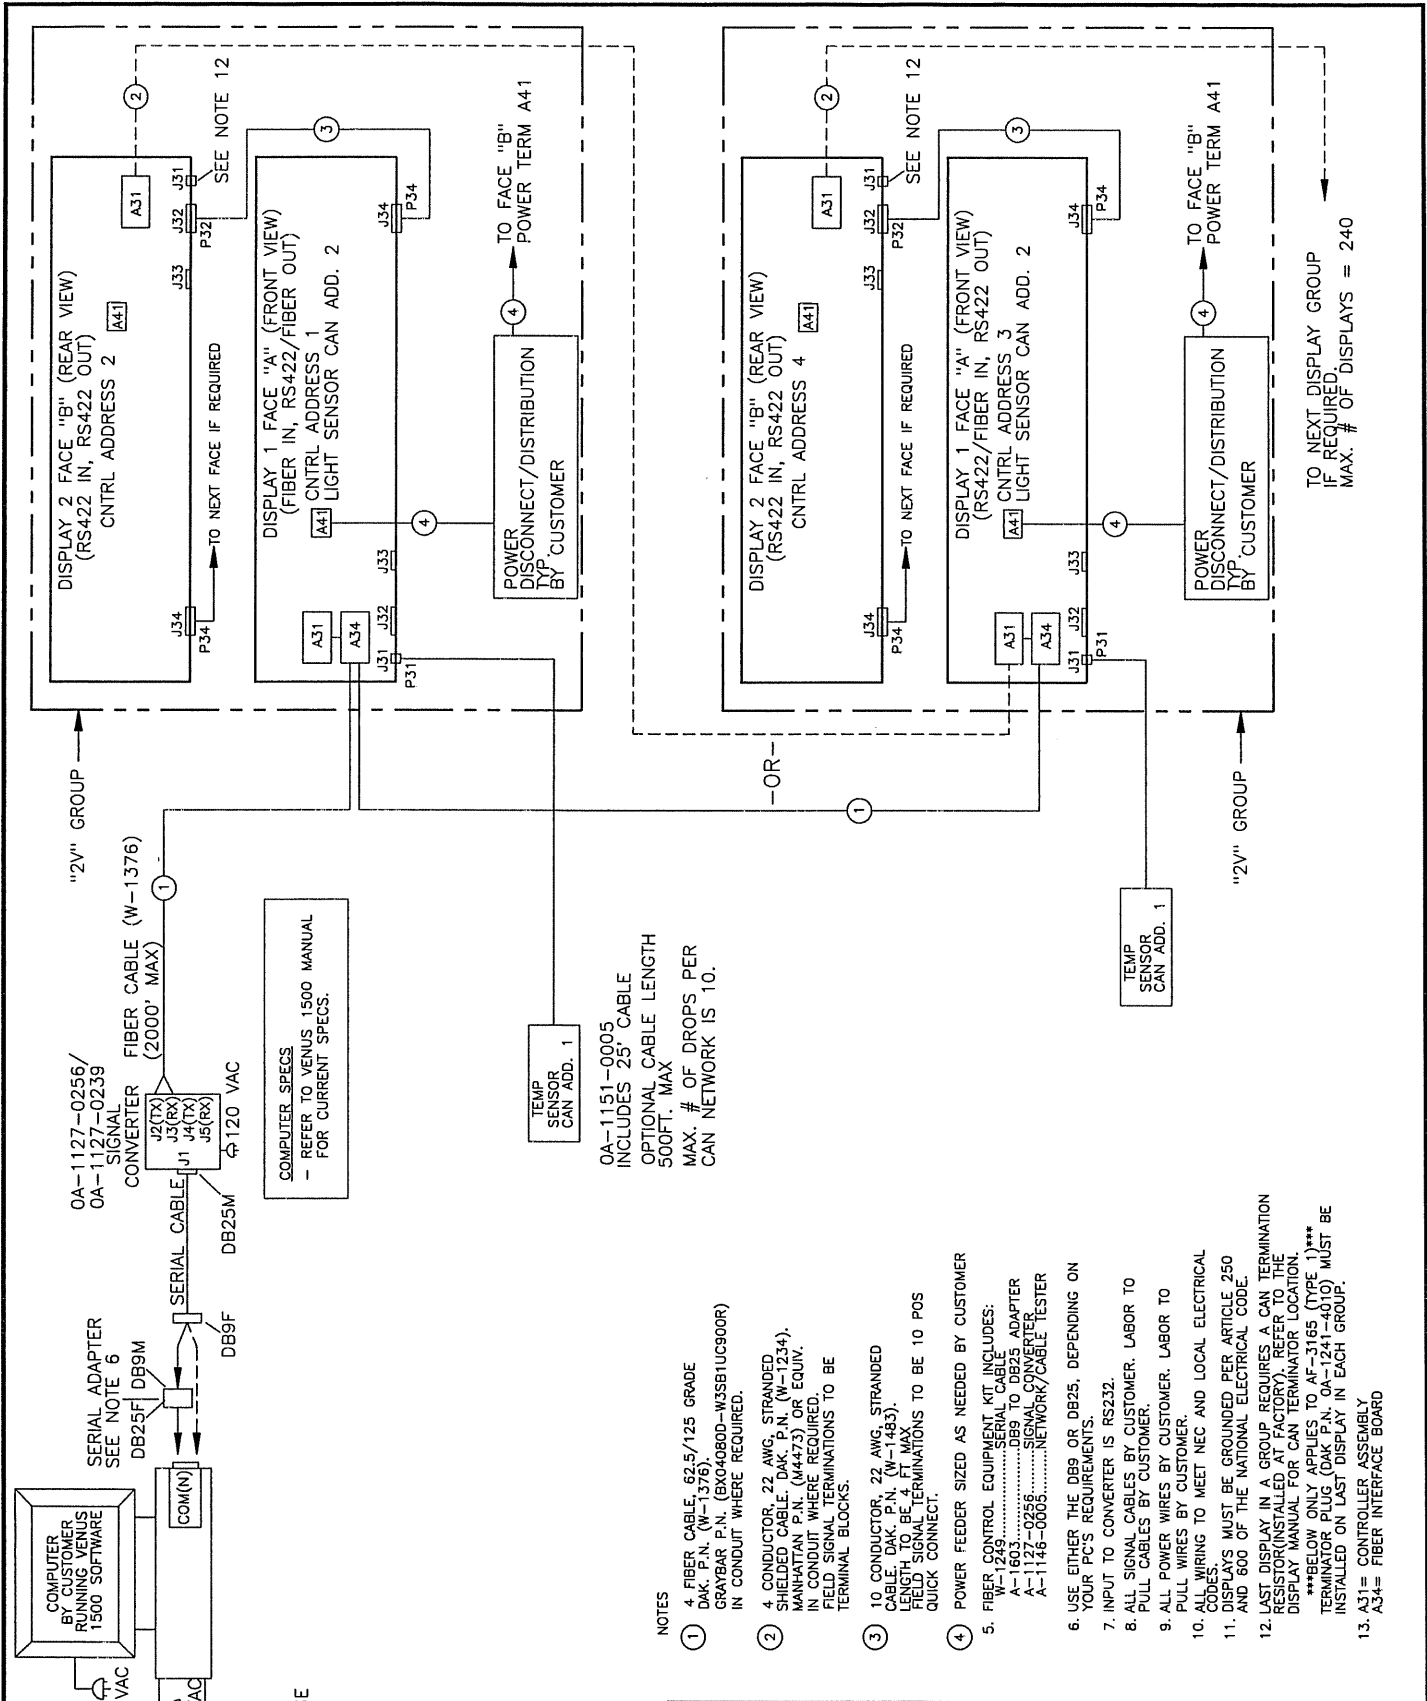 COMPUTER
BY CUSTOMER
RUNNING VENUS
1500 SOFTWARE
VAC
COM(N)
SERIAL ADAPTER
SEE NOTE 6
DB25F
DB9M
DB9F
SERIAL CABLE
DB25M
0A-1127-0256/
0A-1127-0239
SIGNAL
CONVERTER
J1
J2(TX)
J3(RX)
J4(TX)
J5(RX)
120 VAC
FIBER CABLE (W-1376)
(2000' MAX)
1
COMPUTER SPECS
- REFER TO VENUS 1500 MANUAL
FOR CURRENT SPECS.
"2V" GROUP
DISPLAY 2 FACE "B" (REAR VIEW)
(RS422 IN, RS422 OUT)
CNTRL ADDRESS 2
A41
A31
J34
P34
TO NEXT FACE IF REQUIRED
J33
J32
P32
J31
SEE NOTE 12
2
3
DISPLAY 1 FACE "A" (FRONT VIEW)
(FIBER IN, RS422/FIBER OUT)
CNTRL ADDRESS 1
LIGHT SENSOR CAN ADD. 2
A41
A31
A34
J31
P31
J32
J33
J34
P34
4
POWER
DISCONNECT/DISTRIBUTION
TYP.
BY CUSTOMER
4
TO FACE "B"
POWER TERM A41
TEMP
SENSOR
CAN ADD. 1
0A-1151-0005
INCLUDES 25' CABLE
OPTIONAL CABLE LENGTH
500FT. MAX
MAX. # OF DROPS PER
CAN NETWORK IS 10.
-OR-
1
DISPLAY 2 FACE "B" (REAR VIEW)
(RS422 IN, RS422 OUT)
CNTRL ADDRESS 4
A41
A31
J34
P34
TO NEXT FACE IF REQUIRED
J33
J32
P32
J31
SEE NOTE 12
2
3
DISPLAY 1 FACE "A" (FRONT VIEW)
(RS422/FIBER IN, RS422 OUT)
CNTRL ADDRESS 3
LIGHT SENSOR CAN ADD. 2
A41
A31
A34
J31
P31
J32
J33
J34
P34
4
POWER
DISCONNECT/DISTRIBUTION
TYP.
BY CUSTOMER
4
TO FACE "B"
POWER TERM A41
TEMP
SENSOR
CAN ADD. 1
"2V" GROUP
TO NEXT DISPLAY GROUP
IF REQUIRED.
MAX. # OF DISPLAYS = 240
NOTES
1 4 FIBER CABLE, 62.5/125 GRADE
DAK. P.N. (W-1376).
GRAYBAR P.N. (BX04080D-W3SB1UC900R)
IN CONDUIT WHERE REQUIRED.
2 4 CONDUCTOR, 22 AWG, STRANDED
SHIELDED CABLE. DAK. P.N. (W-1234).
MANHATTAN P.N. (M4473) OR EQUIV.
IN CONDUIT WHERE REQUIRED.
FIELD SIGNAL TERMINATIONS TO BE
TERMINAL BLOCKS.
3 10 CONDUCTOR, 22 AWG, STRANDED
CABLE. DAK. P.N. (W-1483).
LENGTH TO BE 4 FT MAX
FIELD SIGNAL TERMINATIONS TO BE 10 POS
QUICK CONNECT.
4 POWER FEEDER SIZED AS NEEDED BY CUSTOMER
5. FIBER CONTROL EQUIPMENT KIT INCLUDES:
W-1249..................SERIAL CABLE
A-1603..................DB9 TO DB25 ADAPTER
A-1127-0256.........SIGNAL CONVERTER
A-1146-0005.........NETWORK/CABLE TESTER
6. USE EITHER THE DB9 OR DB25, DEPENDING ON
YOUR PC'S REQUIREMENTS.
7. INPUT TO CONVERTER IS RS232.
8. ALL SIGNAL CABLES BY CUSTOMER. LABOR TO
PULL CABLES BY CUSTOMER.
9. ALL POWER WIRES BY CUSTOMER. LABOR TO
PULL WIRES BY CUSTOMER.
10. ALL WIRING TO MEET NEC AND LOCAL ELECTRICAL
CODES.
11. DISPLAYS MUST BE GROUNDED PER ARTICLE 250
AND 600 OF THE NATIONAL ELECTRICAL CODE.
12. LAST DISPLAY IN A GROUP REQUIRES A CAN TERMINATION
RESISTOR(INSTALLED AT FACTORY). REFER TO THE
DISPLAY MANUAL FOR CAN TERMINATOR LOCATION.
***BELOW ONLY APPLIES TO AF-3165 (TYPE 1)***
TERMINATOR PLUG (DAK P.N. 0A-1241-4010) MUST BE
INSTALLED ON LAST DISPLAY IN EACH GROUP.
13. A31= CONTROLLER ASSEMBLY
A34= FIBER INTERFACE BOARD